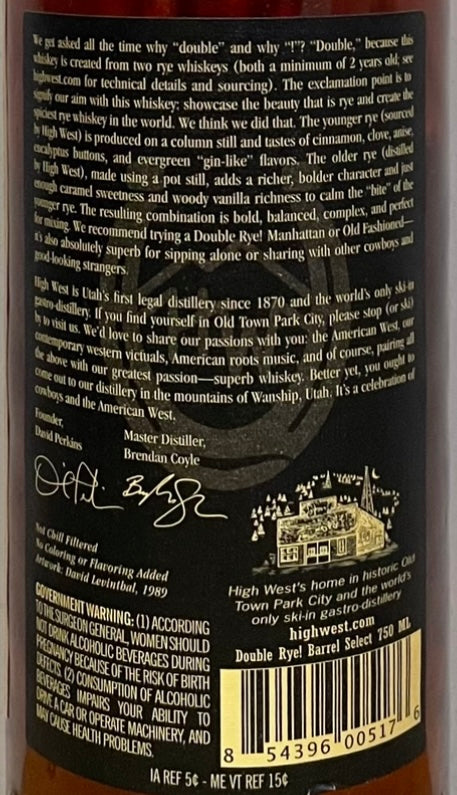 We get asked all the time why "double" and why "!"? "Double," because this
whiskey is created from two rye whiskeys (both a minimum of 2 years old; see
highwest.com for technical details and sourcing). The exclamation point is to
signify our aim with this whiskey: showcase the beauty that is rye and create the
spiciest rye whiskey in the world. We think we did that. The younger rye (sourced
by High West) is produced on a column still and tastes of cinnamon, clove, anise,
eucalyptus buttons, and evergreen "gin-like" flavors. The older rye (distilled
by High West), made using a pot still, adds a richer, bolder character and just
enough caramel sweetness and woody vanilla richness to calm the "bite" of the
younger rye. The resulting combination is bold, balanced, complex, and perfect
for mixing. We recommend trying a Double Rye! Manhattan or Old Fashioned—
it's also absolutely superb for sipping alone or sharing with other cowboys and
good-looking strangers.
High West is Utah's first legal distillery since 1870 and the world's only ski-in
gastro-distillery. If you find yourself in Old Town Park City, please stop (or ski)
by to visit us. We'd love to share our passions with you: the American West, our
contemporary western victuals, American roots music, and of course, pairing all
the above with our greatest passion—superb whiskey. Better yet, you ought to
come out to our distillery in the mountains of Wanship, Utah. It's a celebration of
cowboys and the American West.
Founder,
David Perkins
Master Distiller,
Brendan Coyle
Not Chill Filtered
No Coloring or Flavoring Added
Artwork: David Levinthal, 1989
High West's home in historic Old
Town Park City and the world's
only ski-in gastro-distillery
highwest.com
Double Rye! Barrel Select 750 ML
GOVERNMENT WARNING: (1) ACCORDING
TO THE SURGEON GENERAL, WOMEN SHOULD
NOT DRINK ALCOHOLIC BEVERAGES DURING
PREGNANCY BECAUSE OF THE RISK OF BIRTH
DEFECTS. (2) CONSUMPTION OF ALCOHOLIC
BEVERAGES IMPAIRS YOUR ABILITY TO
DRIVE A CAR OR OPERATE MACHINERY, AND
MAY CAUSE HEALTH PROBLEMS.
8 54396 00517 6
IA REF 5¢ - ME VT REF 15¢